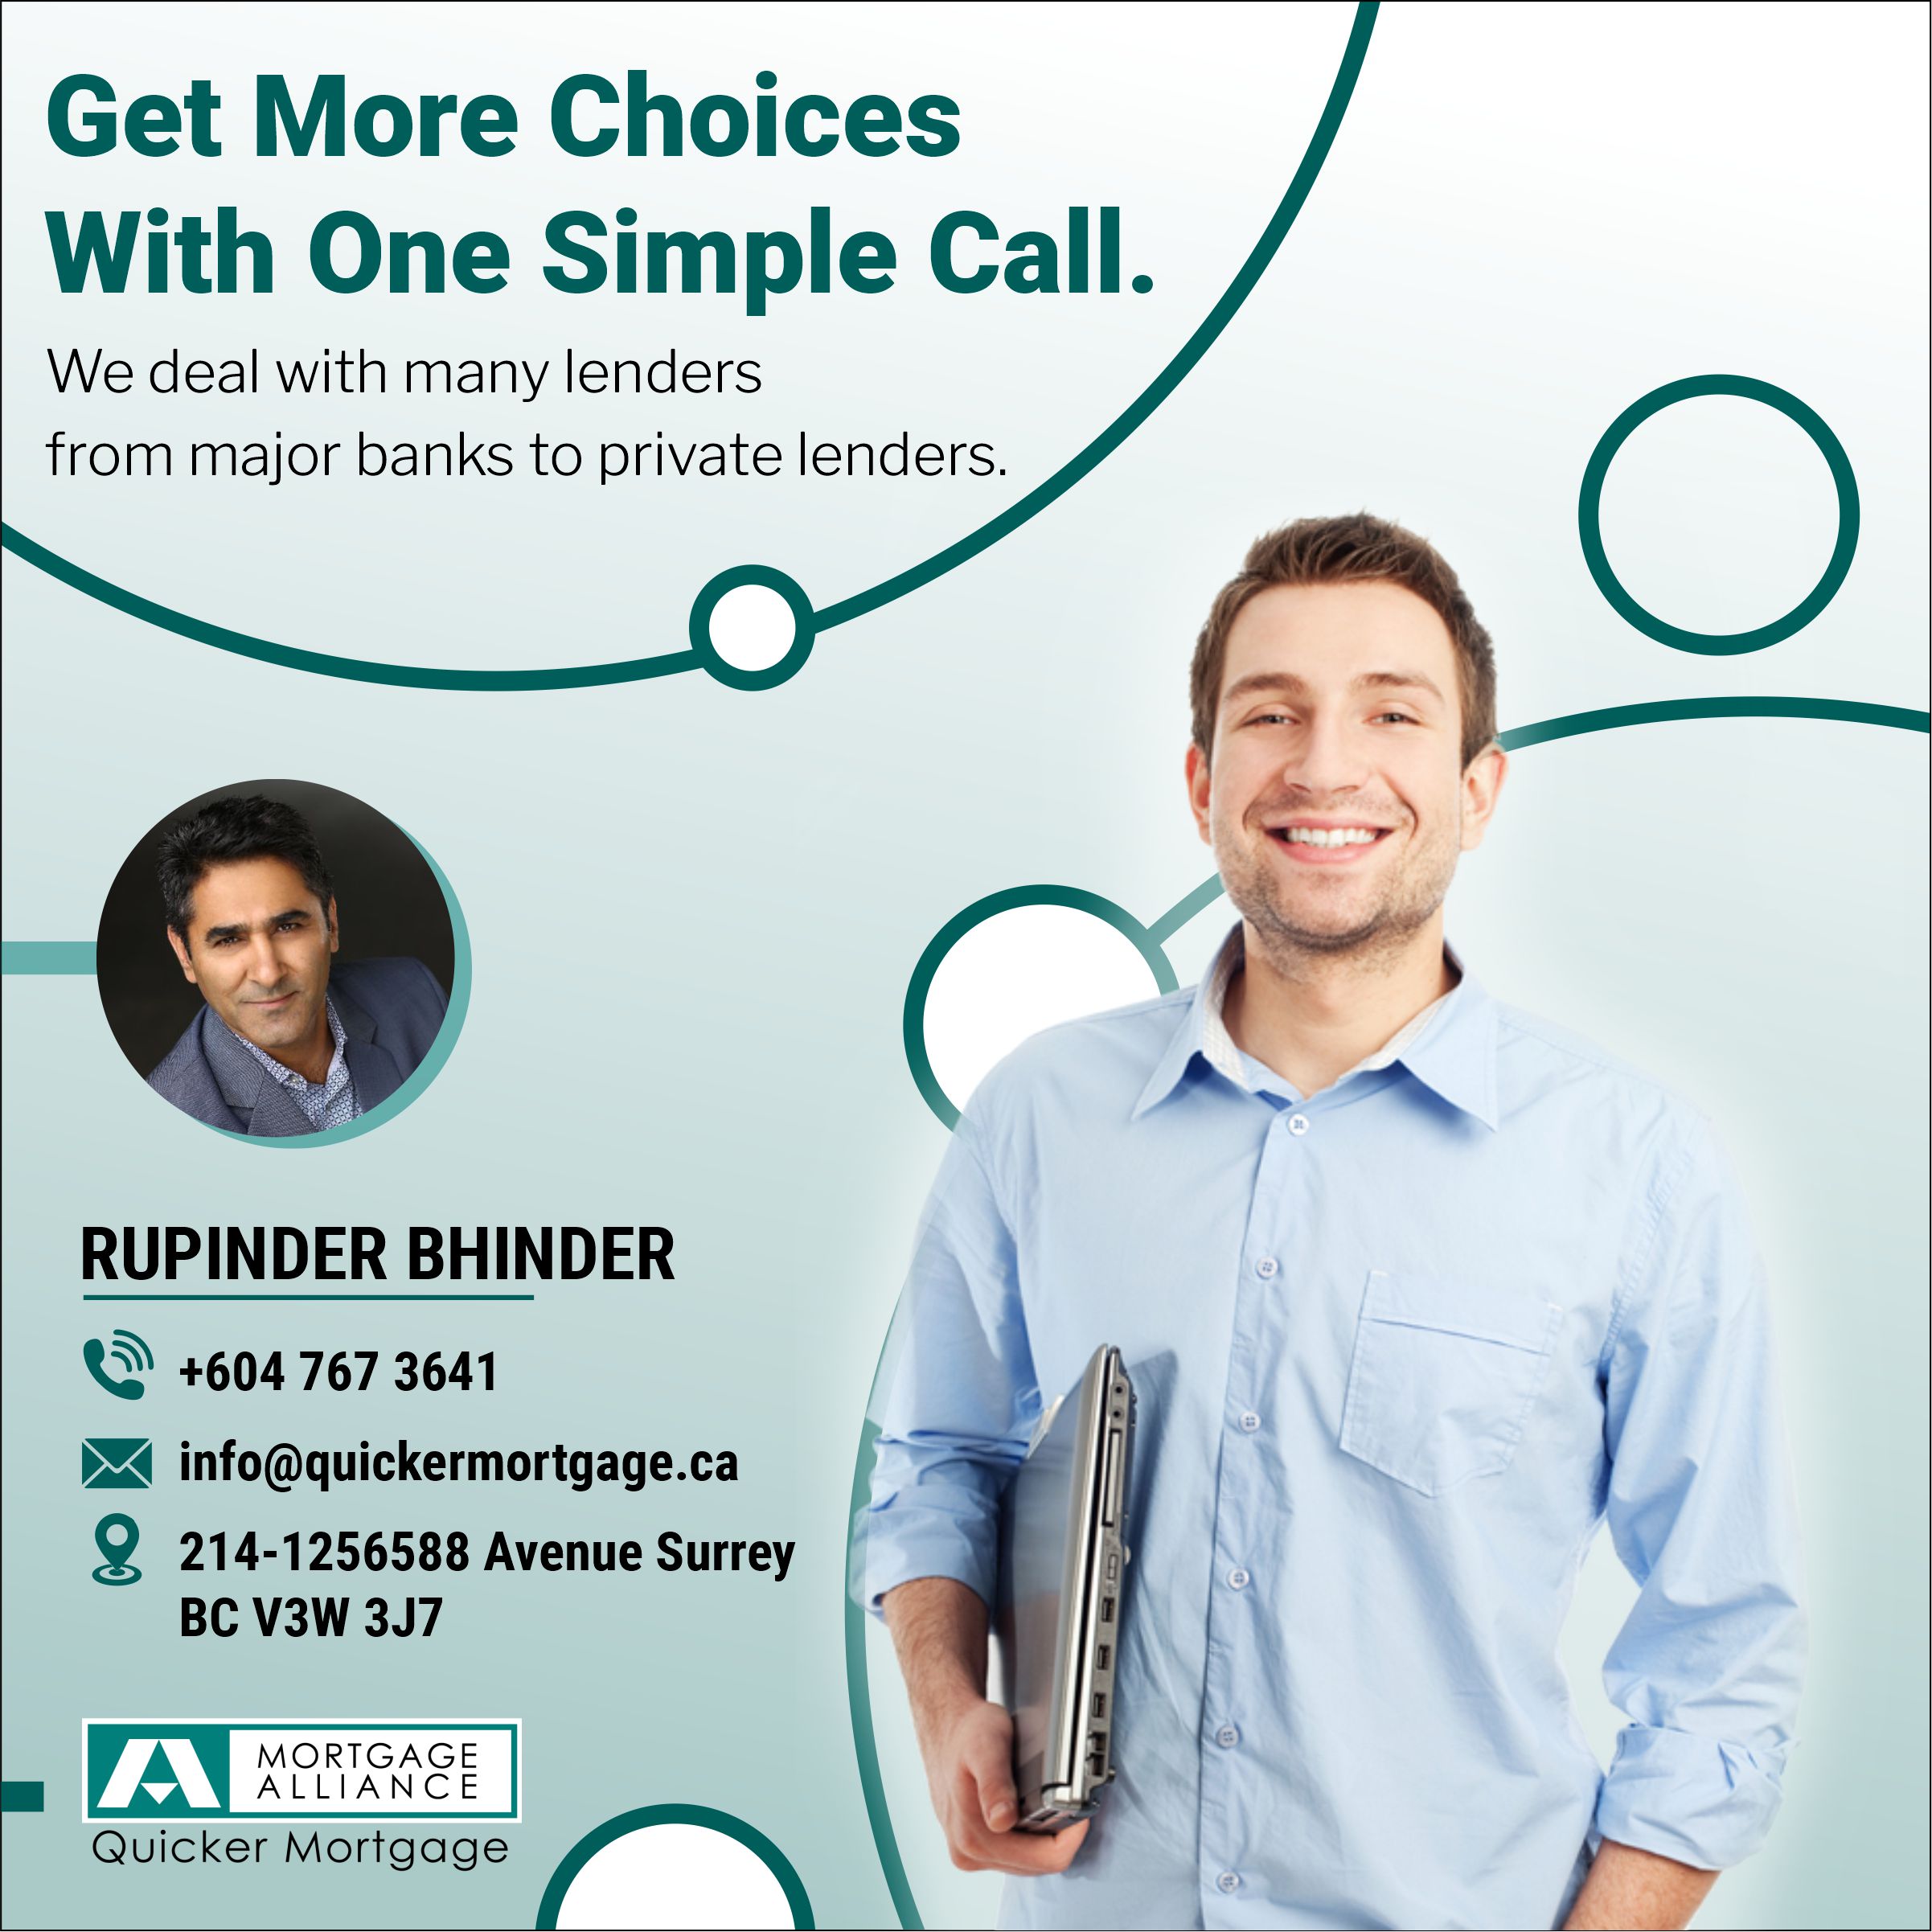 Get More Choices
With One Simple Call.
We deal with many lenders
from major banks to private lenders.
RUPINDER BHINDER
+604 767 3641
info@quickermortgage.ca
214-1256588 Avenue Surrey
BC V3W 3J7
MORTGAGE
ALLIANCE
Quicker Mortgage